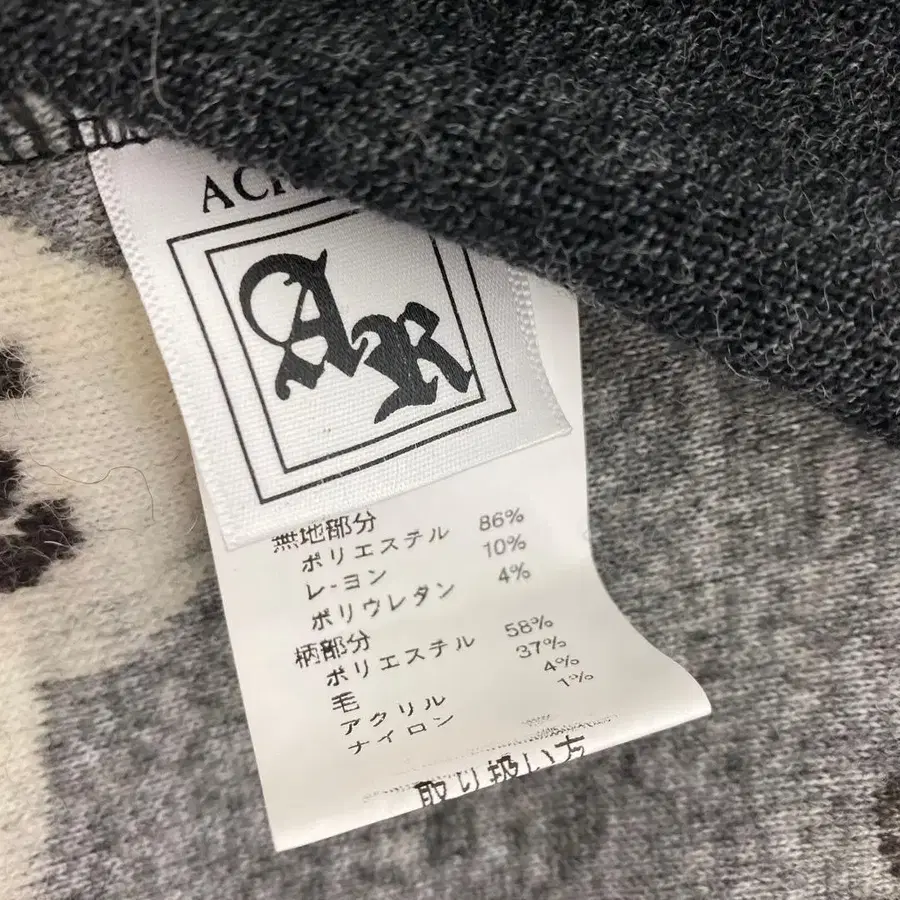 AR
無地部分
ポリエステル 86%
レ-ヨン 10%
ポリウレタン 4%
柄部分
ポリエステル 58%
毛 37%
アクリル 4%
ナイロン 1%
取り扱い方